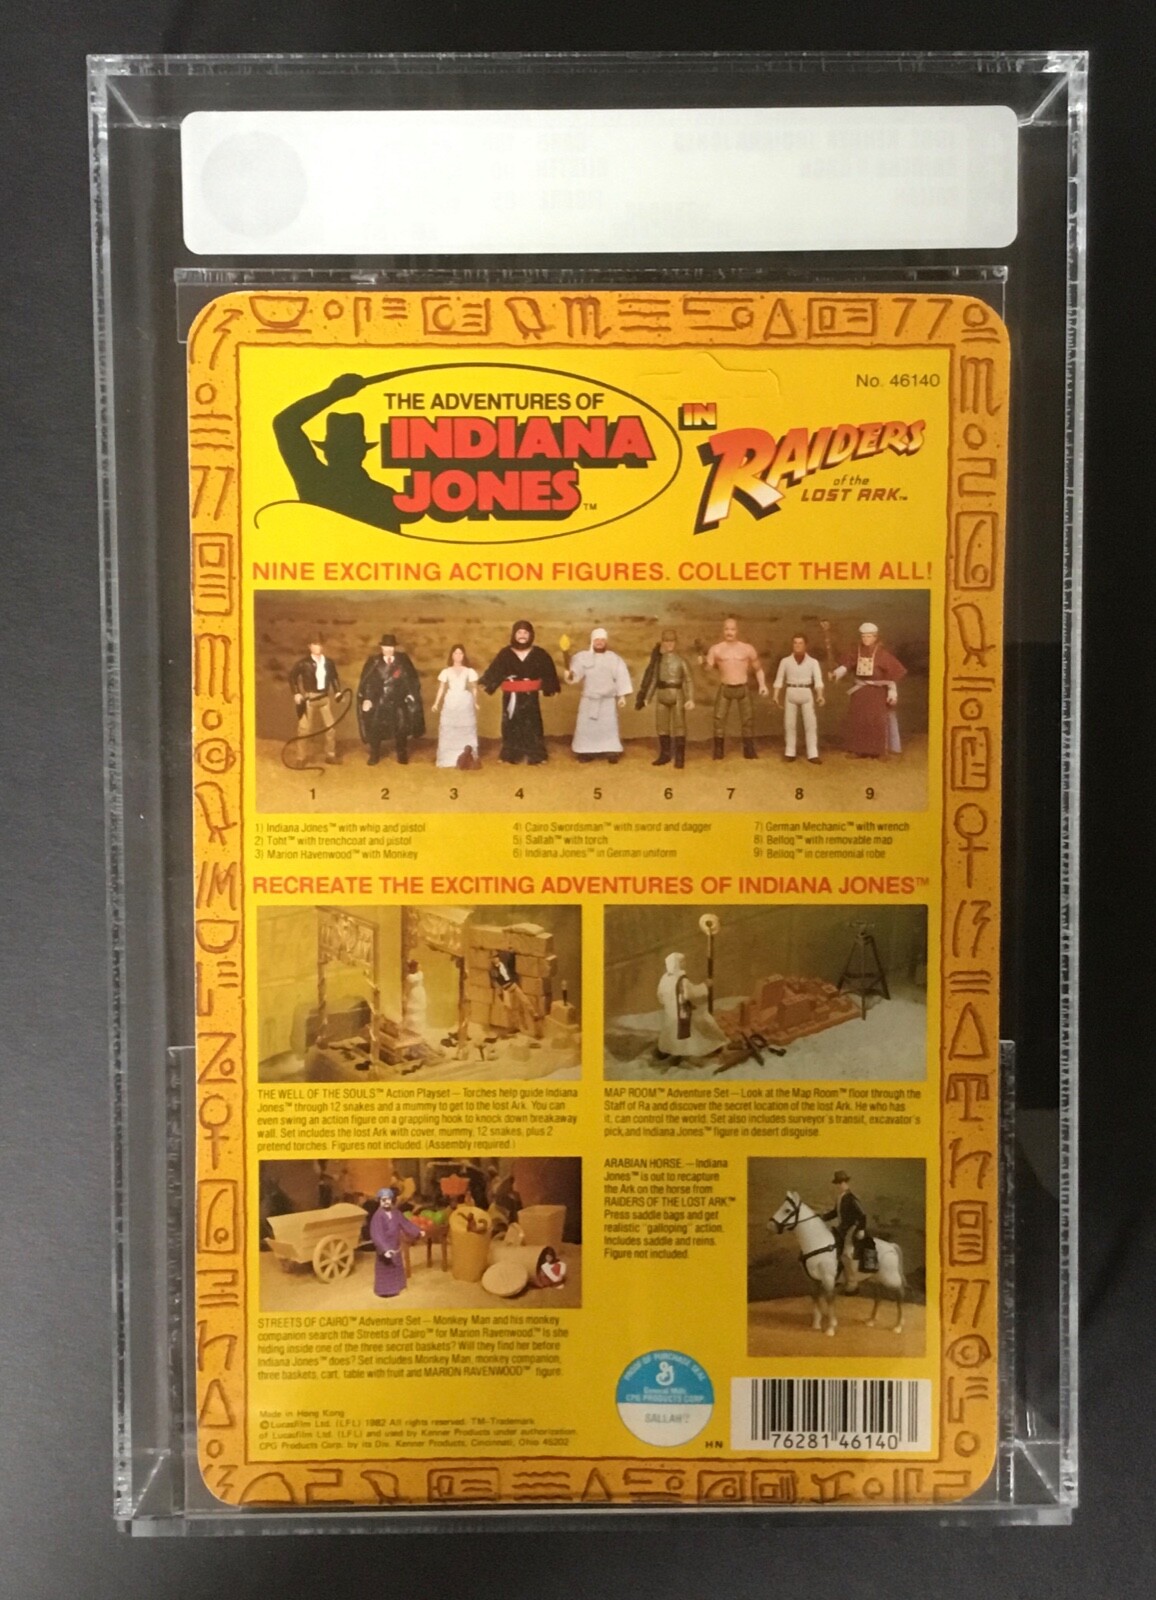 No. 46140
THE ADVENTURES OF
INDIANA
JONES™
IN
RAIDERS
of the
LOST ARK™
NINE EXCITING ACTION FIGURES. COLLECT THEM ALL!
1 2 3 4 5 6 7 8 9
1) Indiana Jones™ with whip and pistol
2) Toht™ with trenchcoat and pistol
3) Marion Ravenwood™ with Monkey
4) Cairo Swordsman™ with sword and dagger
5) Sallah™ with torch
6) Indiana Jones™ in German uniform
7) German Mechanic™ with wrench
8) Belloq™ with removable map
9) Belloq™ in ceremonial robe
RECREATE THE EXCITING ADVENTURES OF INDIANA JONES™
THE WELL OF THE SOULS™ Action Playset — Torches help guide Indiana
Jones™ through 12 snakes and a mummy to get to the lost Ark. You can
even swing an action figure on a grappling hook to knock down breakaway
wall. Set includes the lost Ark with cover, mummy, 12 snakes, plus 2
pretend torches. Figures not included. (Assembly required.)
MAP ROOM™ Adventure Set — Look at the Map Room™ floor through the
Staff of Ra and discover the secret location of the lost Ark. He who has
it, can control the world. Set also includes surveyor's transit, excavator's
pick, and Indiana Jones™ figure in desert disguise.
STREETS OF CAIRO™ Adventure Set — Monkey Man and his monkey
companion search the Streets of Cairo™ for Marion Ravenwood.™ Is she
hiding inside one of the three secret baskets? Will they find her before
Indiana Jones™ does? Set includes Monkey Man, monkey companion,
three baskets, cart, table with fruit and MARION RAVENWOOD™ figure.
ARABIAN HORSE — Indiana
Jones™ is out to recapture
the Ark on the horse from
RAIDERS OF THE LOST ARK™
Press saddle bags and get
realistic "galloping" action.
Includes saddle and reins.
Figure not included.
Made in Hong Kong
© Lucasfilm Ltd. (LFL) 1982 All rights reserved. TM-Trademark
of Lucasfilm Ltd. (LFL) and used by Kenner Products under authorization.
CPG Products Corp. by its Div. Kenner Products, Cincinnati, Ohio 45202
PROOF OF PURCHASE SEAL
G
General Mills
CPG PRODUCTS CORP.
SALLAH™
HN
76281 46140